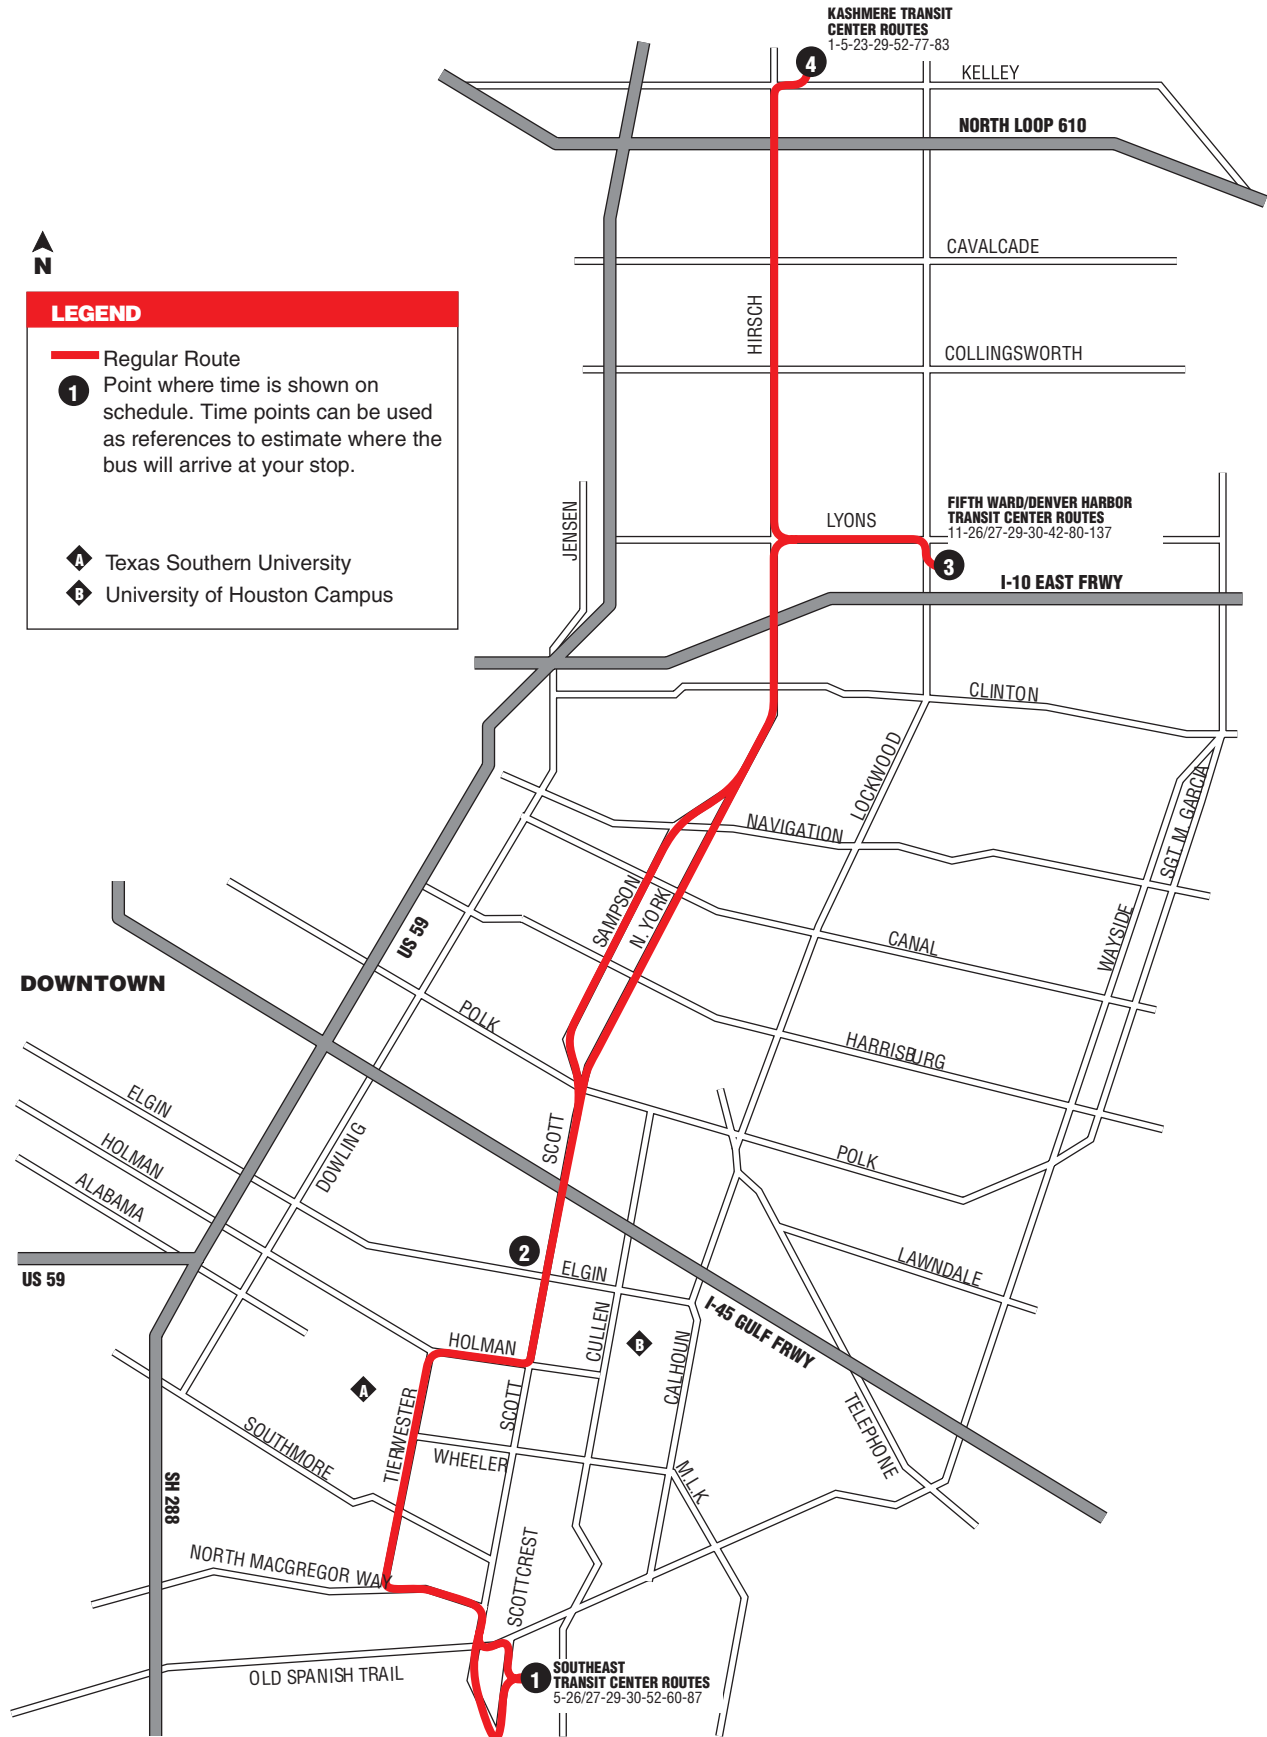 KASHMERE TRANSIT
CENTER ROUTES
1-5-23-29-52-77-83
4
KELLEY
NORTH LOOP 610
N
CAVALCADE
LEGEND
Regular Route
1
Point where time is shown on
schedule. Time points can be used
as references to estimate where the
bus will arrive at your stop.
A
Texas Southern University
B
University of Houston Campus
HIRSCH
COLLINGSWORTH
JENSEN
LYONS
FIFTH WARD/DENVER HARBOR
TRANSIT CENTER ROUTES
11-26/27-29-30-42-80-137
3
I-10 EAST FRWY
CLINTON
LOCKWOOD
NAVIGATION
SGT. M. GARCIA
SAMPSON
N. YORK
US 59
CANAL
WAYSIDE
DOWNTOWN
POLK
HARRISBURG
ELGIN
HOLMAN
ALABAMA
DOWLING
SCOTT
POLK
2
ELGIN
LAWNDALE
US 59
I-45 GULF FRWY
HOLMAN
CULLEN
B
CALHOUN
A
TIERWESTER
SCOTT
TELEPHONE
SOUTHMORE
WHEELER
M.L.K
SH 288
SCOTTCREST
NORTH MACGREGOR WAY
OLD SPANISH TRAIL
1
SOUTHEAST
TRANSIT CENTER ROUTES
5-26/27-29-30-52-60-87